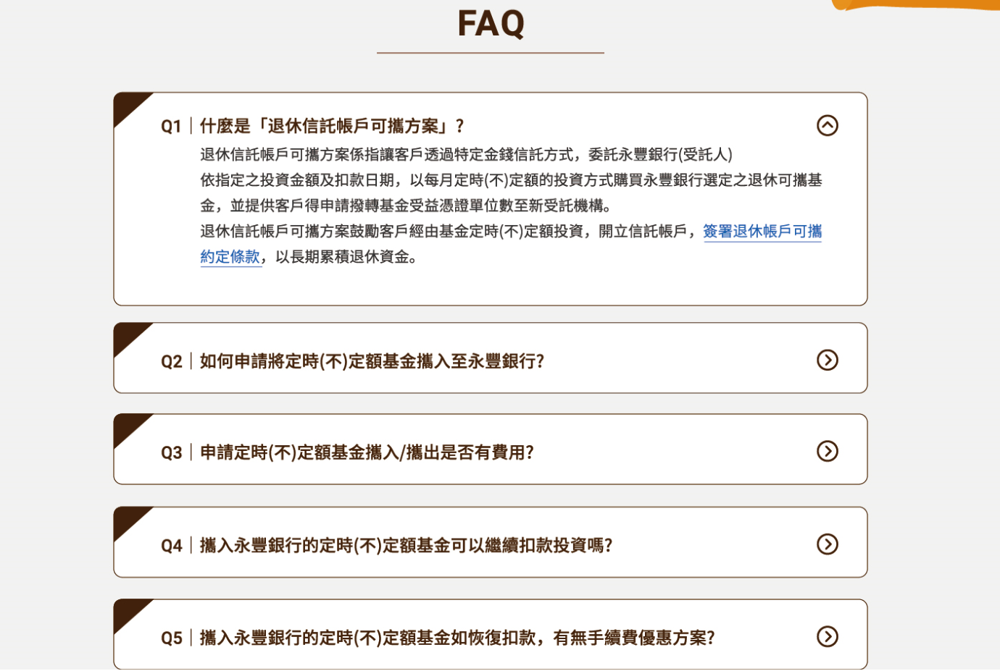 FAQ
Q1｜什麼是「退休信託帳戶可攜方案」?
退休信託帳戶可攜方案係指讓客戶透過特定金錢信託方式，委託永豐銀行(受託人)
依指定之投資金額及扣款日期，以每月定時(不)定額的投資方式購買永豐銀行選定之退休可攜基
金，並提供客戶得申請撥轉基金受益憑證單位數至新受託機構。
退休信託帳戶可攜方案鼓勵客戶經由基金定時(不)定額投資，開立信託帳戶，簽署退休帳戶可攜
約定條款，以長期累積退休資金。
Q2｜如何申請將定時(不)定額基金攜入至永豐銀行?
Q3｜申請定時(不)定額基金攜入/攜出是否有費用?
Q4｜攜入永豐銀行的定時(不)定額基金可以繼續扣款投資嗎?
Q5｜攜入永豐銀行的定時(不)定額基金如恢復扣款，有無手續費優惠方案?